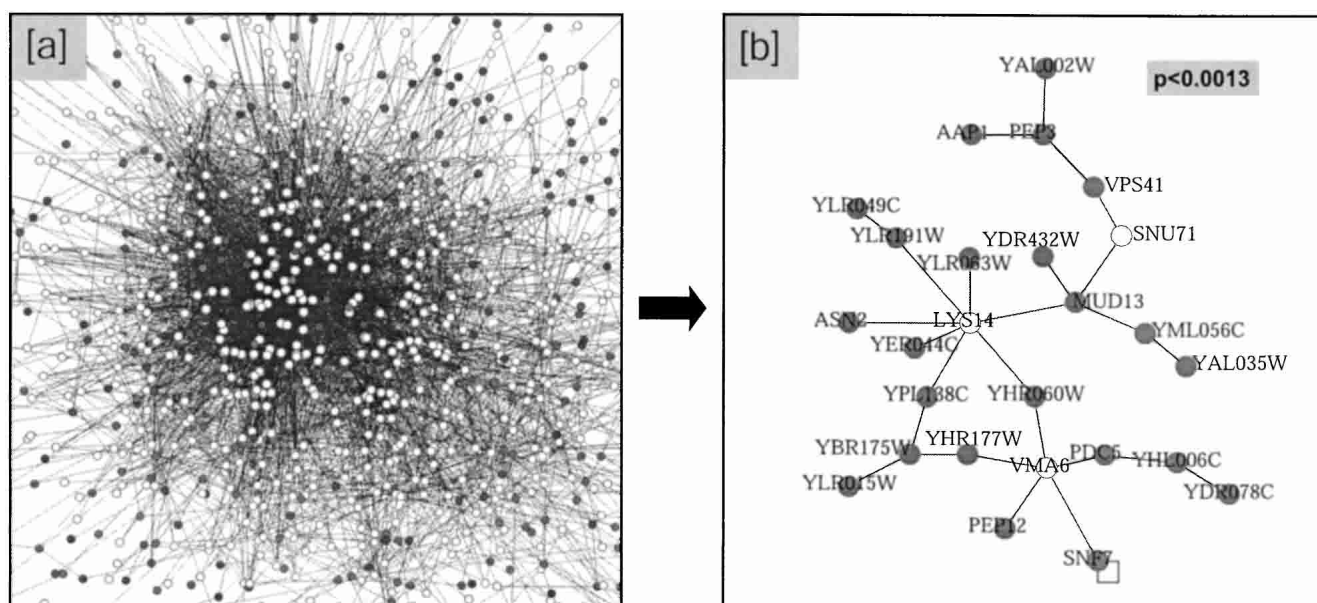 [a]
[b]
YAL002W
p<0.0013
AAP1
PEP3
VPS41
YLR049C
YLR191W
YDR432W
SNU71
YLR063W
MUD13
ASN2
LYS14
YML056C
YER044C
YAL035W
YPL138C
YHR060W
YBR175W
YHR177W
VMA6
PDC5
YHL006C
YLR015W
YDR078C
PEP12
SNF7